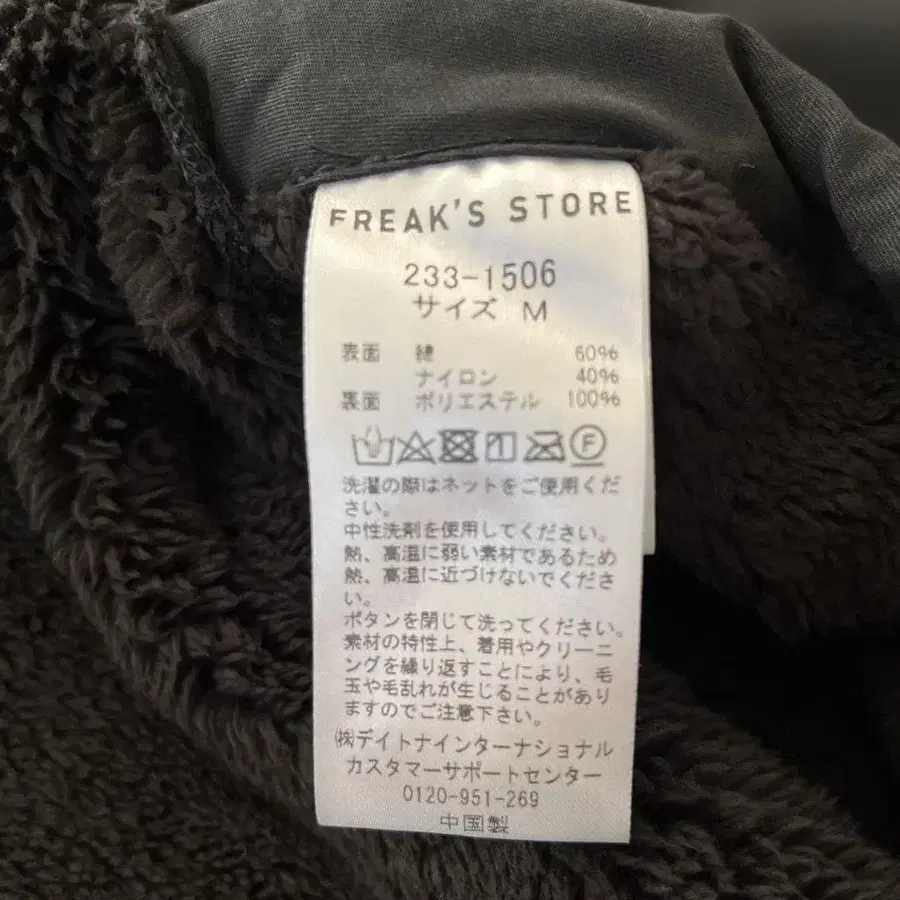 FREAK'S STORE
233-1506
サイズ M
表面 綿 60%
ナイロン 40%
裏面 ポリエステル 100%
F
洗濯の際はネットをご使用くだ
さい。
中性洗剤を使用してください。
熱、高温に弱い素材であるため
熱、高温に近づけないでくださ
い。
ボタンを閉じて洗ってください。
素材の特性上、着用やクリーニ
ングを繰り返すことにより、毛
玉や毛乱れが生じることがあり
ますのでご注意下さい。
㈱デイトナインターナショナル
カスタマーサポートセンター
0120-951-269
中国製